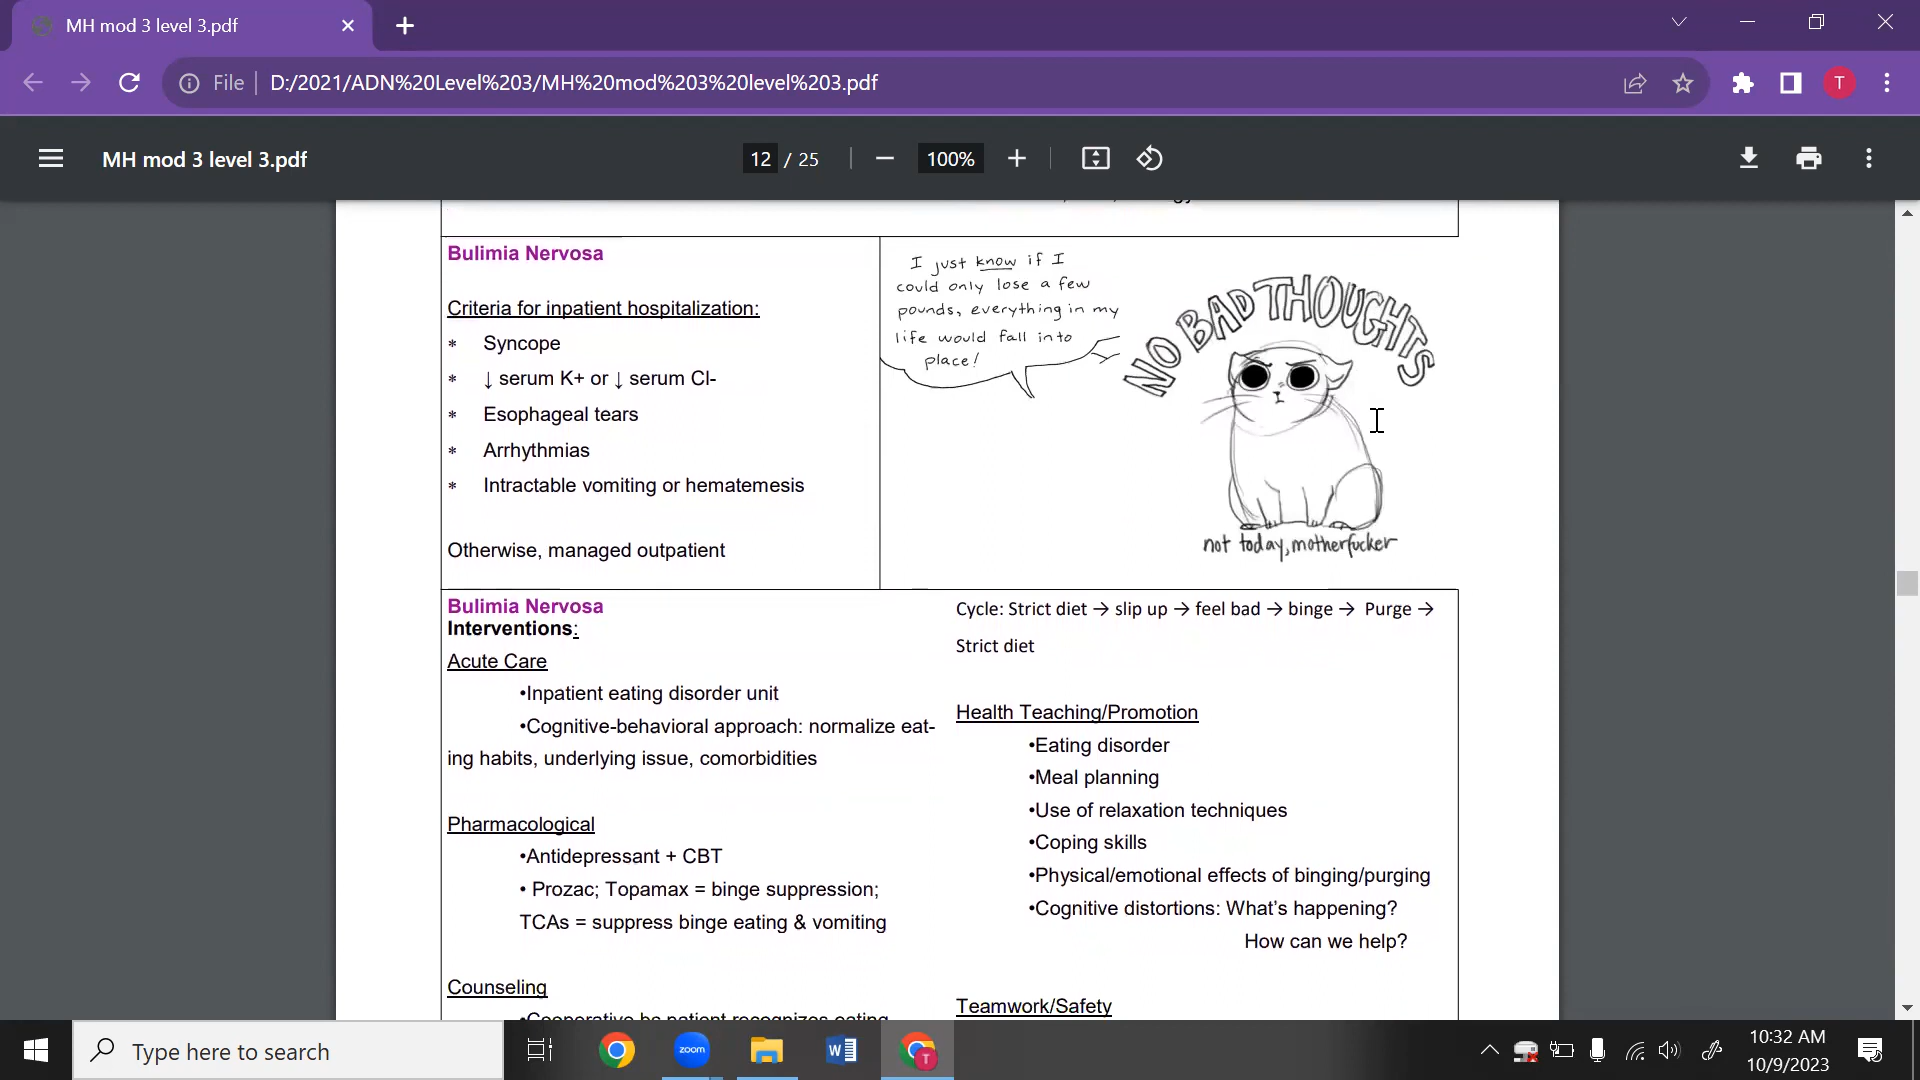 MH mod 3 level 3.pdf
File
D:/2021/ADN%20Level%203/MH%20mod%203%20level%203.pdf
T
MH mod 3 level 3.pdf
12 / 25
100%
Bulimia Nervosa
Criteria for inpatient hospitalization:
* Syncope
* ↓ serum K+ or ↓ serum Cl-
* Esophageal tears
* Arrhythmias
* Intractable vomiting or hematemesis
Otherwise, managed outpatient
I just know if I
could only lose a few
pounds, everything in my
life would fall into
place!
NO BAD THOUGHTS
not today, motherfucker
Bulimia Nervosa
Interventions:
Acute Care
•Inpatient eating disorder unit
•Cognitive-behavioral approach: normalize eat-
ing habits, underlying issue, comorbidities
Pharmacological
•Antidepressant + CBT
• Prozac; Topamax = binge suppression;
TCAs = suppress binge eating & vomiting
Counseling
•Cooperative bc patient recognizes eating
Cycle: Strict diet → slip up → feel bad → binge → Purge →
Strict diet
Health Teaching/Promotion
•Eating disorder
•Meal planning
•Use of relaxation techniques
•Coping skills
•Physical/emotional effects of binging/purging
•Cognitive distortions: What's happening?
How can we help?
Teamwork/Safety
Type here to search
zoom
W
T
10:32 AM
10/9/2023